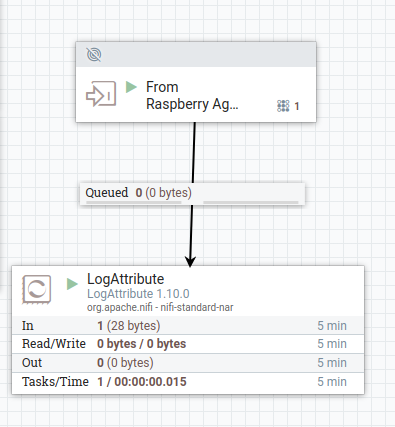 From
Raspberry Ag...
1
Queued 0 (0 bytes)
LogAttribute
LogAttribute 1.10.0
org.apache.nifi - nifi-standard-nar
In 1 (28 bytes) 5 min
Read/Write 0 bytes / 0 bytes 5 min
Out 0 (0 bytes) 5 min
Tasks/Time 1 / 00:00:00.015 5 min